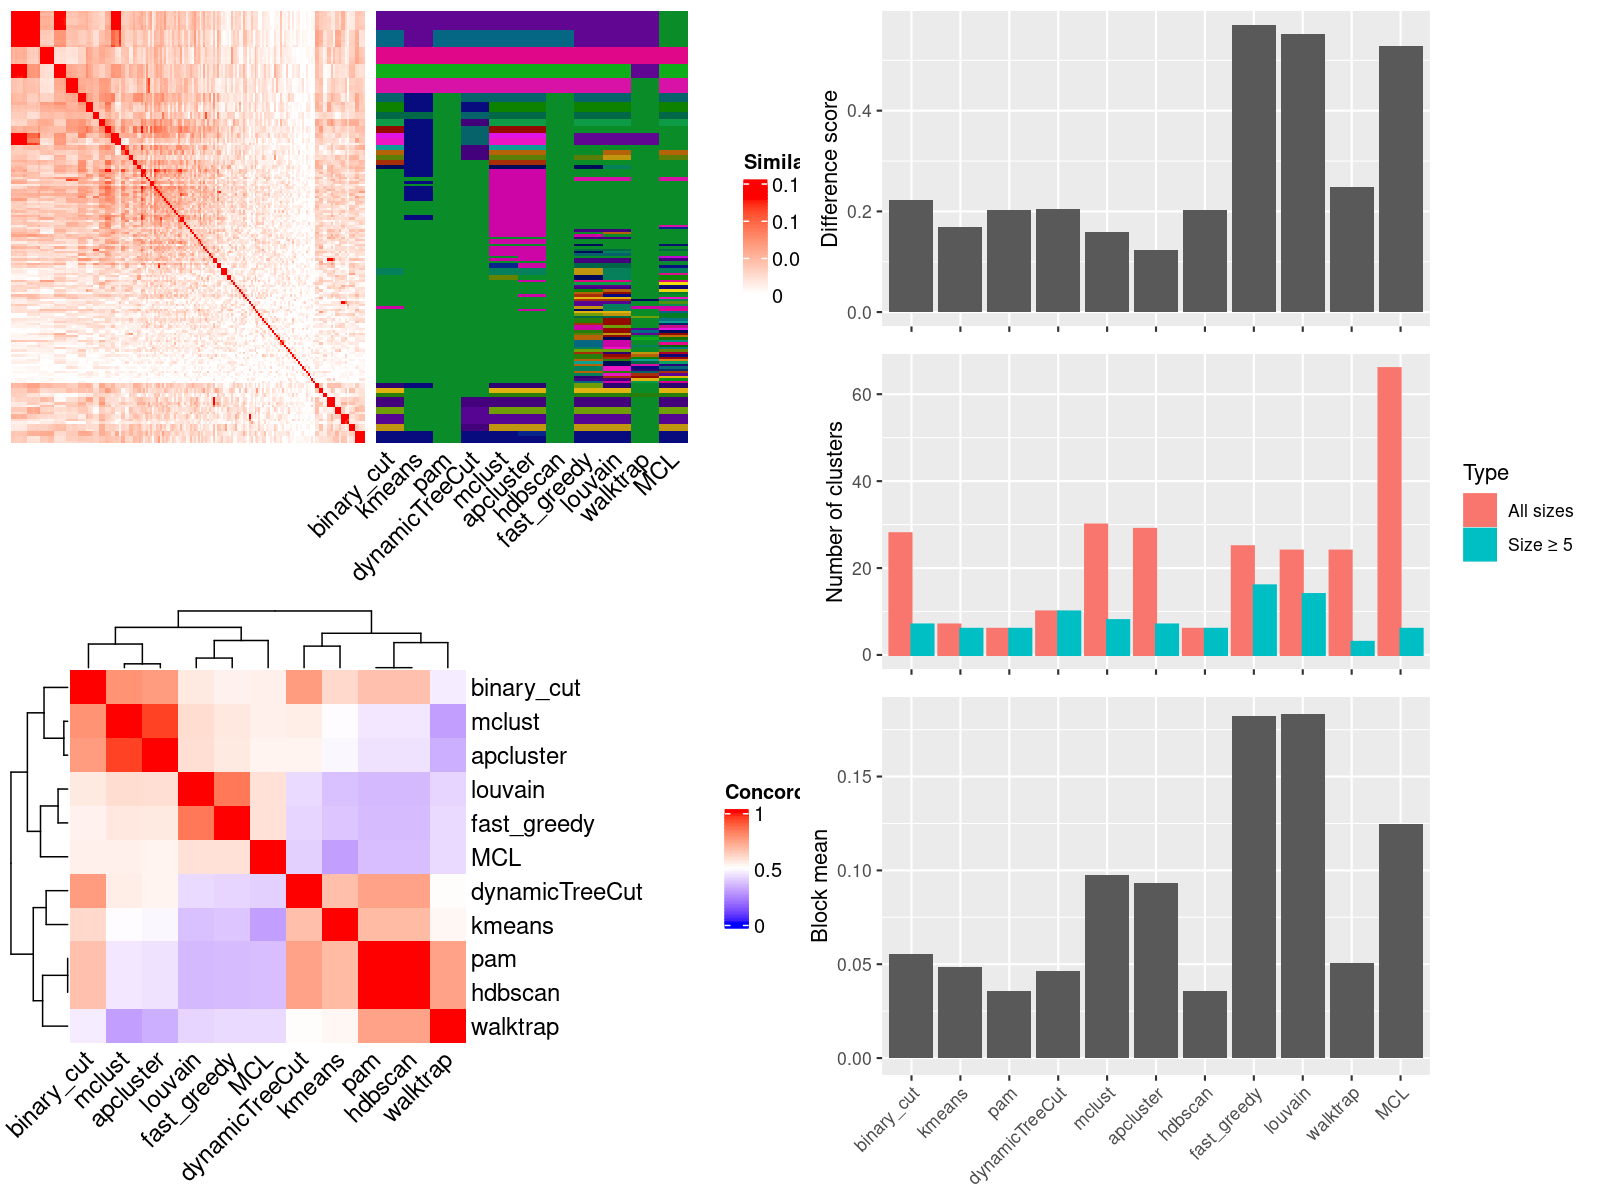 Simila
0.1
0.1
0.0
0
binary_cut
kmeans
pam
dynamicTreeCut
mclust
apcluster
hdbscan
fast_greedy
louvain
walktrap
MCL
binary_cut
mclust
apcluster
louvain
fast_greedy
MCL
dynamicTreeCut
kmeans
pam
hdbscan
walktrap
binary_cut
mclust
apcluster
louvain
fast_greedy
MCL
dynamicTreeCut
kmeans
pam
hdbscan
walktrap
Concor
1
0.5
0
Difference score
0.4
0.2
0.0
Number of clusters
60
40
20
0
Type
All sizes
Size ≥ 5
Block mean
0.15
0.10
0.05
0.00
binary_cut
kmeans
pam
dynamicTreeCut
mclust
apcluster
hdbscan
fast_greedy
louvain
walktrap
MCL